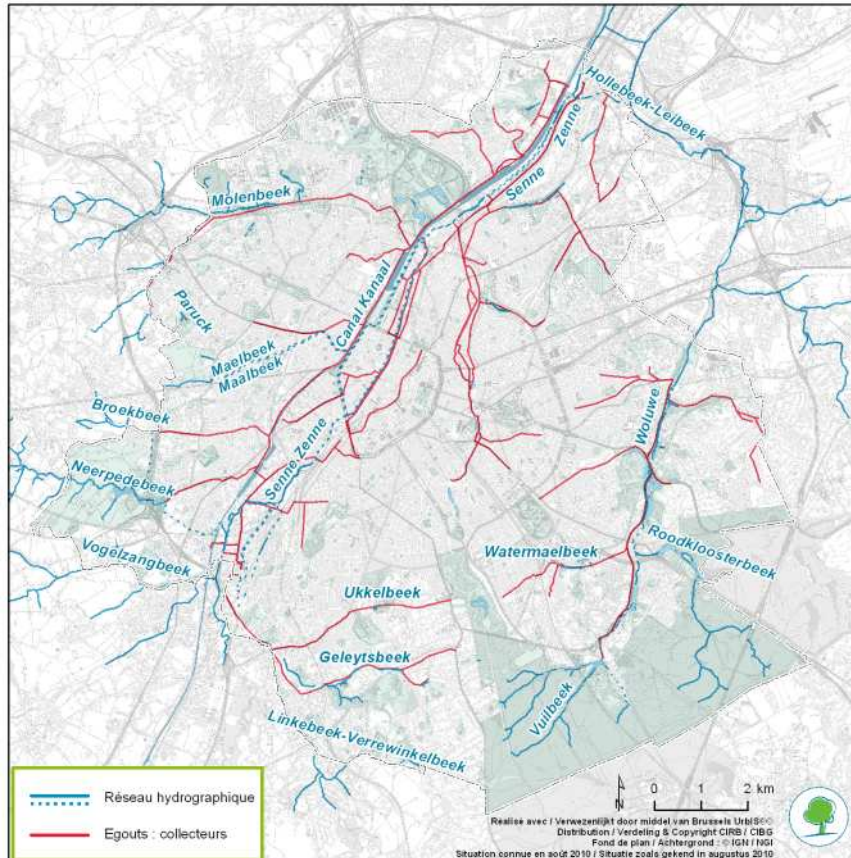 Hollebeek-Leibeek
Zenne
Senne
Molenbeek
Canal Kanaal
Paruck
Maelbeek
Maalbeek
Broekbeek
Woluwe
Senne-Zenne
Neerpedebeek
Roodkloosterbeek
Watermaelbeek
Vogelzangbeek
Ukkelbeek
Geleytsbeek
Vuilbeek
Linkebeek-Verrewinkelbeek
Réseau hydrographique
Egouts : collecteurs
N
0 1 2 km
Réalisé avec / Verwezenlijkt door middel van Brussels UrbIS©©
Distribution / Verdeling & Copyright CIRB / CIBG
Fond de plan / Achtergrond : © IGN / NGI
Situation connue en août 2010 / Situatie zoals gekend in augustus 2010